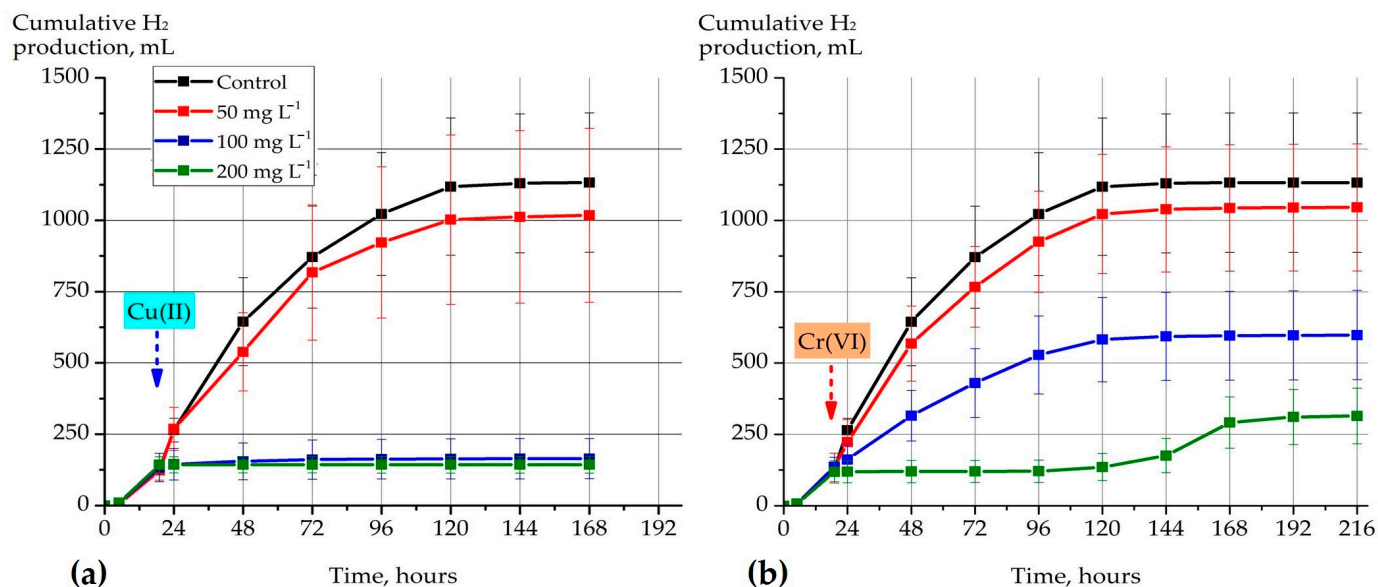 Cumulative H₂
production, mL
1500
1250
1000
750
500
250
0
Control
50 mg L⁻¹
100 mg L⁻¹
200 mg L⁻¹
Cu(II)
0 24 48 72 96 120 144 168 192
(a)
Time, hours
Cumulative H₂
production, mL
1500
1250
1000
750
500
250
0
Cr(VI)
0 24 48 72 96 120 144 168 192 216
(b)
Time, hours